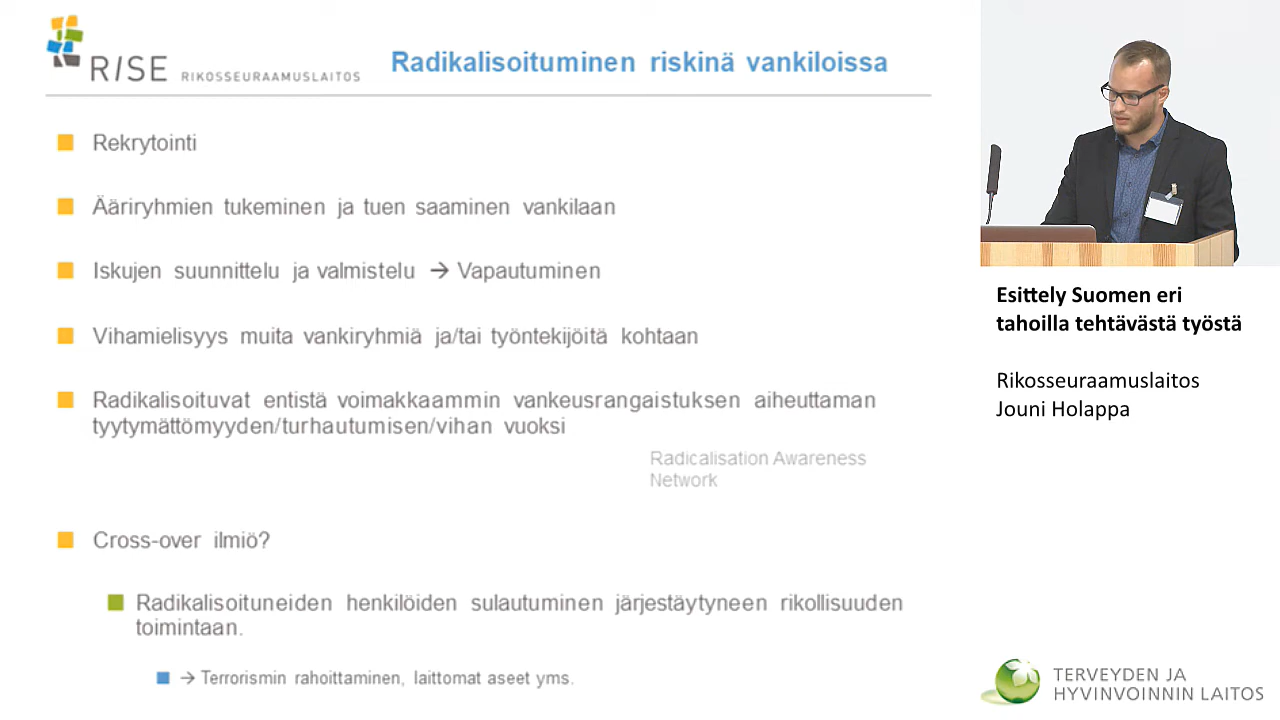 RISE RIKOSSEURAAMUSLAITOS
Radikalisoituminen riskinä vankiloissa
Rekrytointi
Ääriryhmien tukeminen ja tuen saaminen vankilaan
Iskujen suunnittelu ja valmistelu → Vapautuminen
Vihamielisyys muita vankiryhmiä ja/tai työntekijöitä kohtaan
Radikalisoituvat entistä voimakkaammin vankeusrangaistuksen aiheuttaman
tyytymättömyyden/turhautumisen/vihan vuoksi
Radicalisation Awareness
Network
Cross-over ilmiö?
Radikalisoituneiden henkilöiden sulautuminen järjestäytyneen rikollisuuden
toimintaan.
→ Terrorismin rahoittaminen, laittomat aseet yms.
Esittely Suomen eri
tahoilla tehtävästä työstä
Rikosseuraamuslaitos
Jouni Holappa
TERVEYDEN JA
HYVINVOINNIN LAITOS